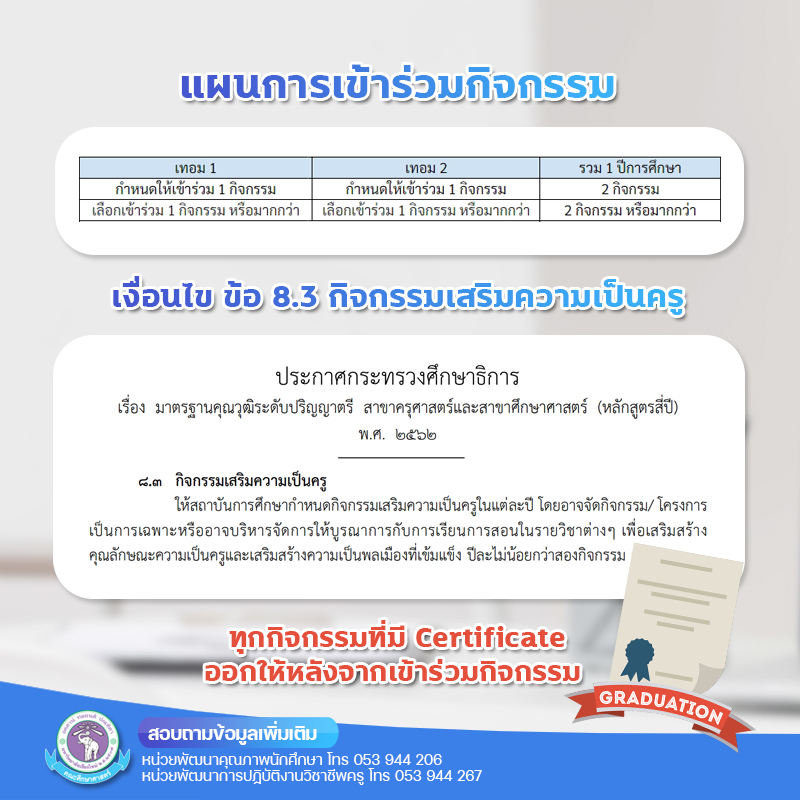 แผนการเข้าร่วมกิจกรรม
เทอม 1 เทอม 2 รวม 1 ปีการศึกษา
กำหนดให้เข้าร่วม 1 กิจกรรม กำหนดให้เข้าร่วม 1 กิจกรรม 2 กิจกรรม
เลือกเข้าร่วม 1 กิจกรรม หรือมากกว่า เลือกเข้าร่วม 1 กิจกรรม หรือมากกว่า 2 กิจกรรม หรือมากกว่า
เงื่อนไข ข้อ 8.3 กิจกรรมเสริมความเป็นครู
ประกาศกระทรวงศึกษาธิการ
เรื่อง มาตรฐานคุณวุฒิระดับปริญญาตรี สาขาครุศาสตร์และสาขาศึกษาศาสตร์ (หลักสูตรสี่ปี)
พ.ศ. ๒๕๖๒
๘.๓ กิจกรรมเสริมความเป็นครู
ให้สถาบันการศึกษากำหนดกิจกรรมเสริมความเป็นครูในแต่ละปี โดยอาจจัดกิจกรรม/ โครงการ
เป็นการเฉพาะหรืออาจบริหารจัดการให้บูรณาการกับการเรียนการสอนในรายวิชาต่างๆ เพื่อเสริมสร้าง
คุณลักษณะความเป็นครูและเสริมสร้างความเป็นพลเมืองที่เข้มแข็ง ปีละไม่น้อยกว่าสองกิจกรรม
ทุกกิจกรรมที่มี Certificate
ออกให้หลังจากเข้าร่วมกิจกรรม
GRADUATION
สอบถามข้อมูลเพิ่มเติม
หน่วยพัฒนาคุณภาพนักศึกษา โทร 053 944 206
หน่วยพัฒนาการปฏิบัติงานวิชาชีพครู โทร 053 944 267
คณะศึกษาศาสตร์